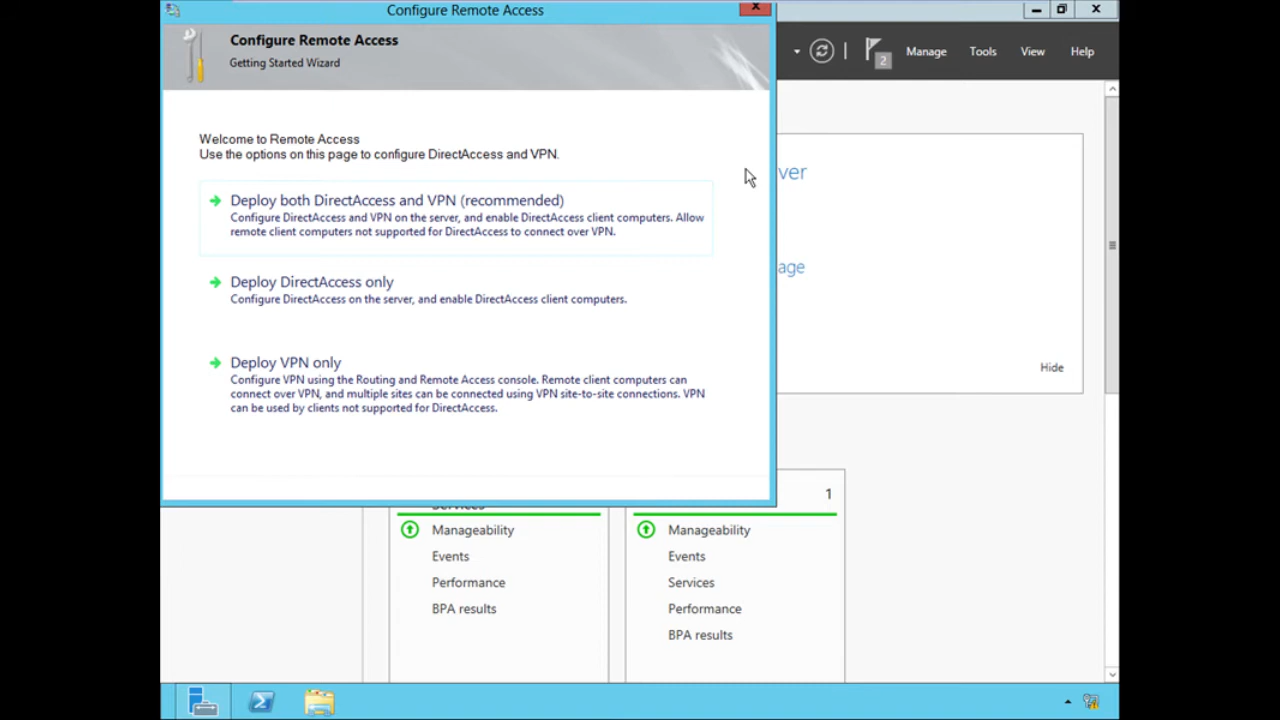 Configure Remote Access
Configure Remote Access
Getting Started Wizard
2
Manage
Tools
View
Help
Welcome to Remote Access
Use the options on this page to configure DirectAccess and VPN.
Deploy both DirectAccess and VPN (recommended)
Configure DirectAccess and VPN on the server, and enable DirectAccess client computers. Allow
remote client computers not supported for DirectAccess to connect over VPN.
Deploy DirectAccess only
Configure DirectAccess on the server, and enable DirectAccess client computers.
Deploy VPN only
Configure VPN using the Routing and Remote Access console. Remote client computers can
connect over VPN, and multiple sites can be connected using VPN site-to-site connections. VPN
can be used by clients not supported for DirectAccess.
ver
age
Hide
1
Services
Manageability
Events
Performance
BPA results
Manageability
Events
Services
Performance
BPA results